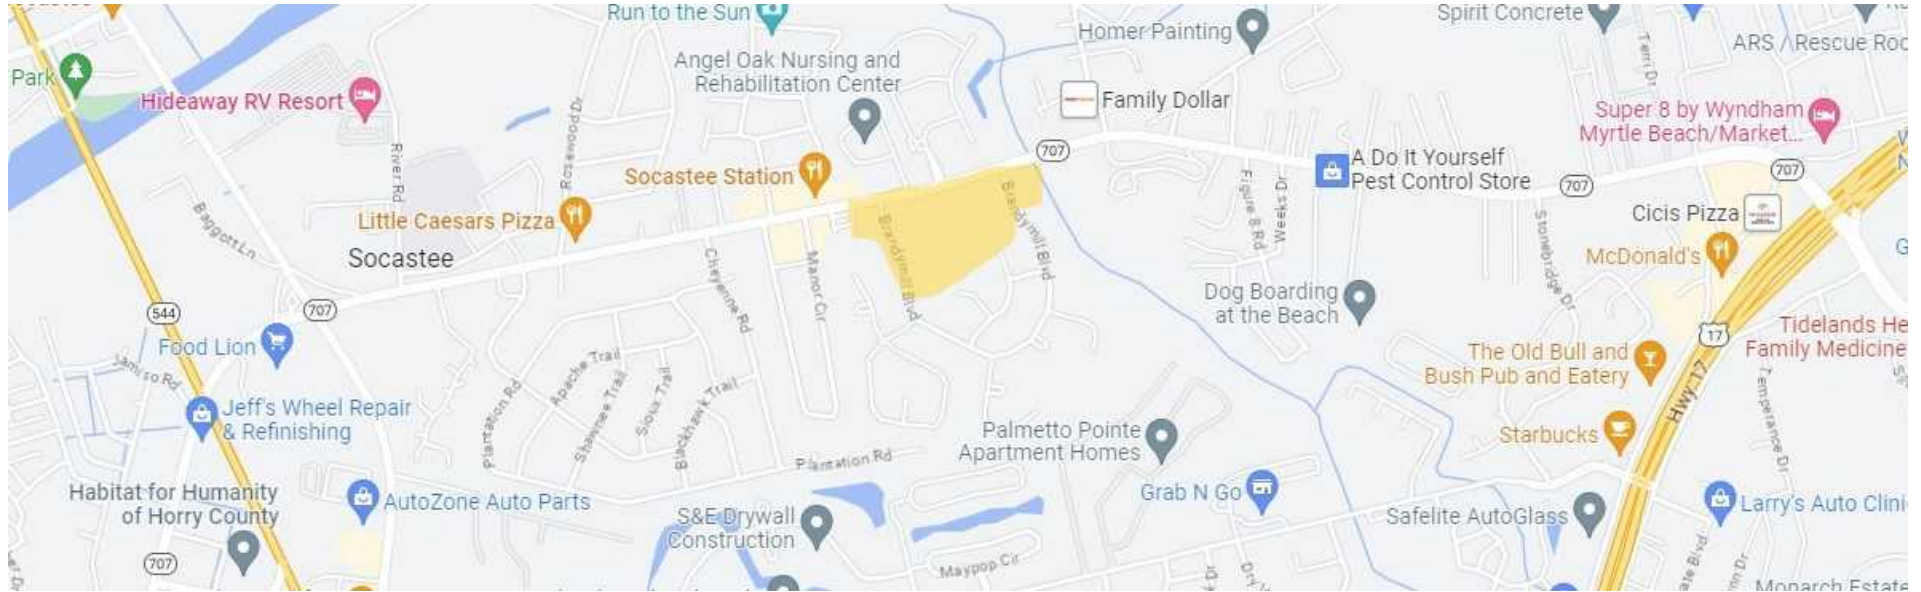 Run to the Sun
Spirit Concrete
Homer Painting
ARS / Rescue Roo
Park
Angel Oak Nursing and
Rehabilitation Center
Terri Dr
Hideaway RV Resort
Family Dollar
Super 8 by Wyndham
Myrtle Beach/Market...
River Rd
Rosewood Dr
707
Socastee Station
A Do It Yourself
Pest Control Store
707
707
Baggott Ln
Little Caesars Pizza
Brandymill Blvd
Brandymill Blvd
Figure 8 Rd
Weeks Dr
Stonebridge Dr
Cicis Pizza
Socastee
Cheyenne Rd
Manor Cir
McDonald's
544
707
Dog Boarding
at the Beach
17
Tidelands He
Family Medicine
Food Lion
The Old Bull and
Bush Pub and Eatery
Hwy 17
Temperance Dr
Plantation Rd
Apache Trail
Shawnee Trail
Sioux Trail
Blackhawk Trail
Jeff's Wheel Repair
& Refinishing
Palmetto Pointe
Apartment Homes
Starbucks
Plantation Rd
Habitat for Humanity
of Horry County
AutoZone Auto Parts
Grab N Go
S&E Drywall
Construction
Safelite AutoGlass
Larry's Auto Clini
707
Maypop Cir
Monarch Estate